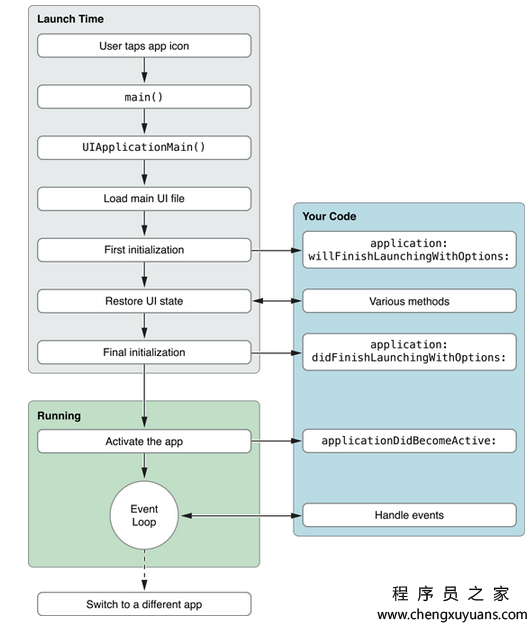 Launch Time
User taps app icon
main()
UIApplicationMain()
Load main UI file
First initialization
Restore UI state
Final initialization
Your Code
application:
willFinishLaunchingWithOptions:
Various methods
application:
didFinishLaunchingWithOptions:
Running
Activate the app
applicationDidBecomeActive:
Event
Loop
Handle events
Switch to a different app
程序员之家
www.chengxuyuans.com